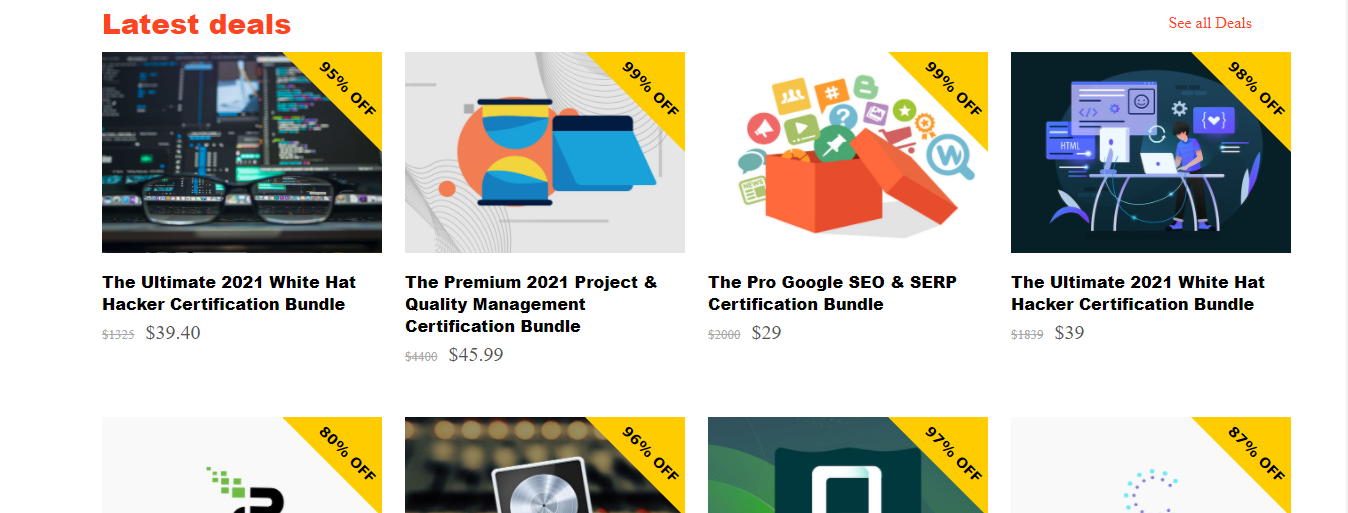 Latest deals
See all Deals
95% OFF
99% OFF
99% OFF
98% OFF
HTML
NEWS
The Ultimate 2021 White Hat
Hacker Certification Bundle
$1325 $39.40
The Premium 2021 Project &
Quality Management
Certification Bundle
$4400 $45.99
The Pro Google SEO & SERP
Certification Bundle
$2000 $29
The Ultimate 2021 White Hat
Hacker Certification Bundle
$1839 $39
80% OFF
96% OFF
97% OFF
87% OFF